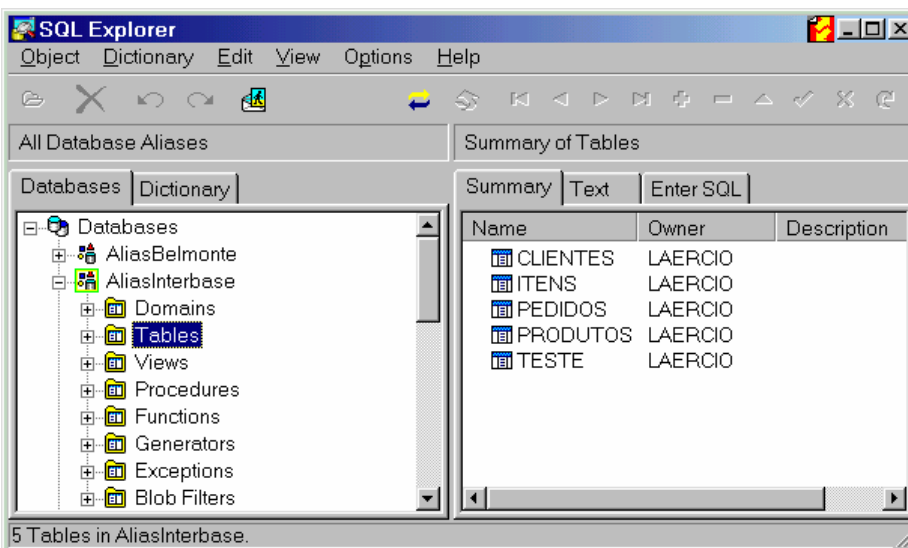 SQL Explorer
Object Dictionary Edit View Options Help
All Database Aliases
Summary of Tables
Databases Dictionary
Summary Text Enter SQL
Databases
AliasBelmonte
AliasInterbase
Domains
Tables
Views
Procedures
Functions
Generators
Exceptions
Blob Filters
Name Owner Description
CLIENTES LAERCIO
ITENS LAERCIO
PEDIDOS LAERCIO
PRODUTOS LAERCIO
TESTE LAERCIO
5 Tables in AliasInterbase.